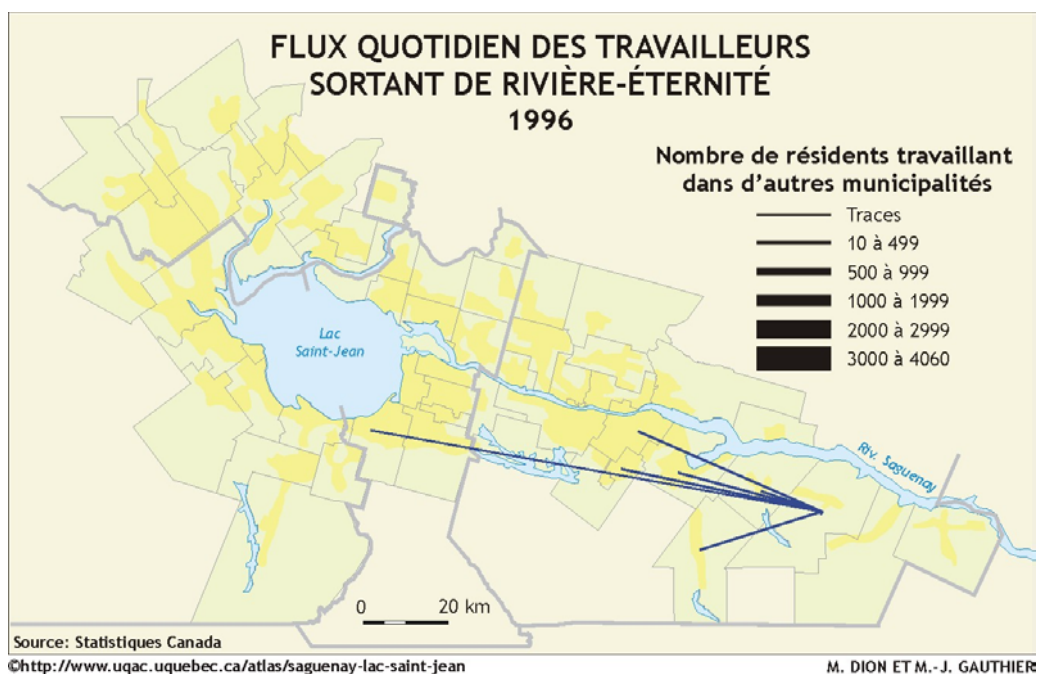 FLUX QUOTIDIEN DES TRAVAILLEURS
SORTANT DE RIVIÈRE-ÉTERNITÉ
1996
Nombre de résidents travaillant
dans d'autres municipalités
Traces
10 à 499
500 à 999
1000 à 1999
2000 à 2999
3000 à 4060
Lac
Saint-Jean
Riv. Saguenay
0 20 km
Source: Statistiques Canada
©http://www.uqac.uquebec.ca/atlas/saguenay-lac-saint-jean
M. DION ET M.-J. GAUTHIER